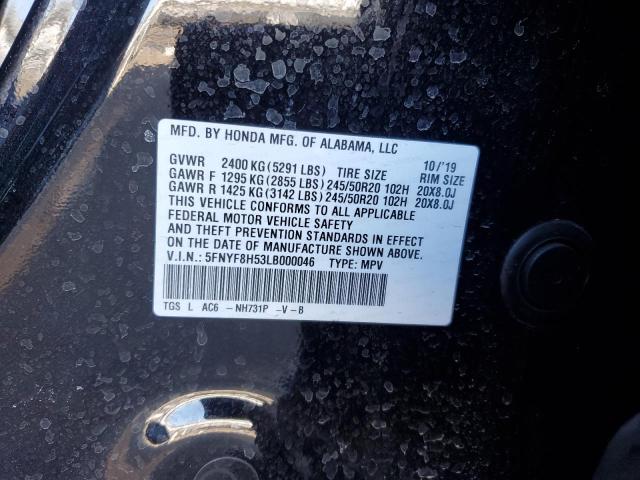 MFD. BY HONDA MFG. OF ALABAMA, LLC
GVWR 2400 KG (5291 LBS) TIRE SIZE 10/'19 RIM SIZE
GAWR F 1295 KG (2855 LBS) 245/50R20 102H 20X8.0J
GAWR R 1425 KG (3142 LBS) 245/50R20 102H 20X8.0J
THIS VEHICLE CONFORMS TO ALL APPLICABLE
FEDERAL MOTOR VEHICLE SAFETY
AND THEFT PREVENTION STANDARDS IN EFFECT
ON THE DATE OF MANUFACTURE SHOWN ABOVE.
V.I.N.: 5FNYF8H53LB000046 TYPE: MPV
TGS L AC6 -NH731P -V-B